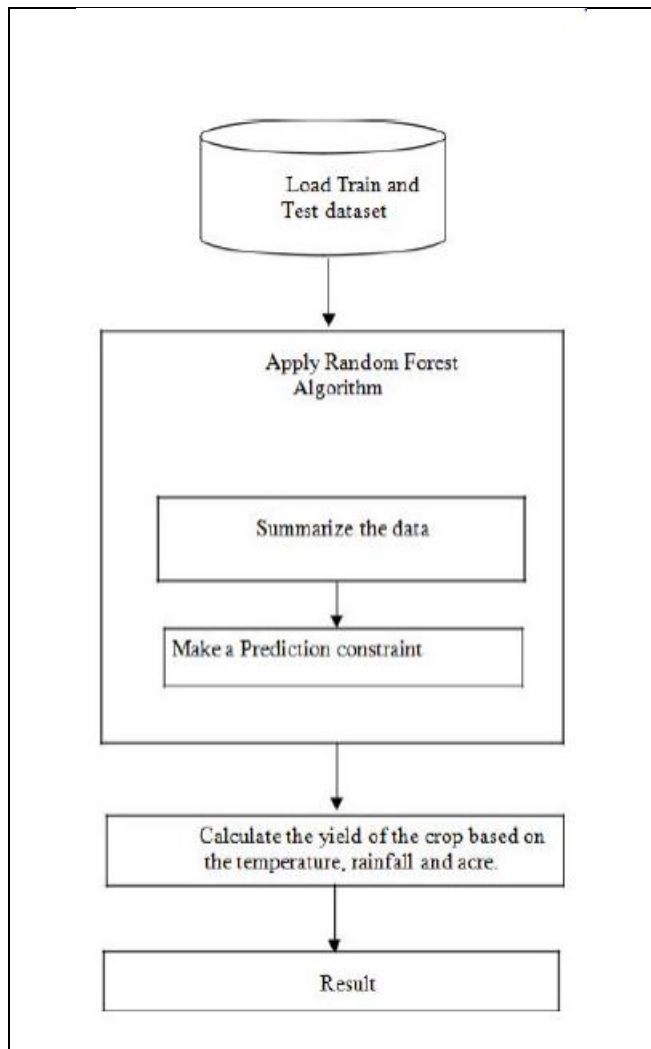 Load Train and
Test dataset
Apply Random Forest
Algorithm
Summarize the data
Make a Prediction constraint
Calculate the yield of the crop based on
the temperature, rainfall and acre.
Result